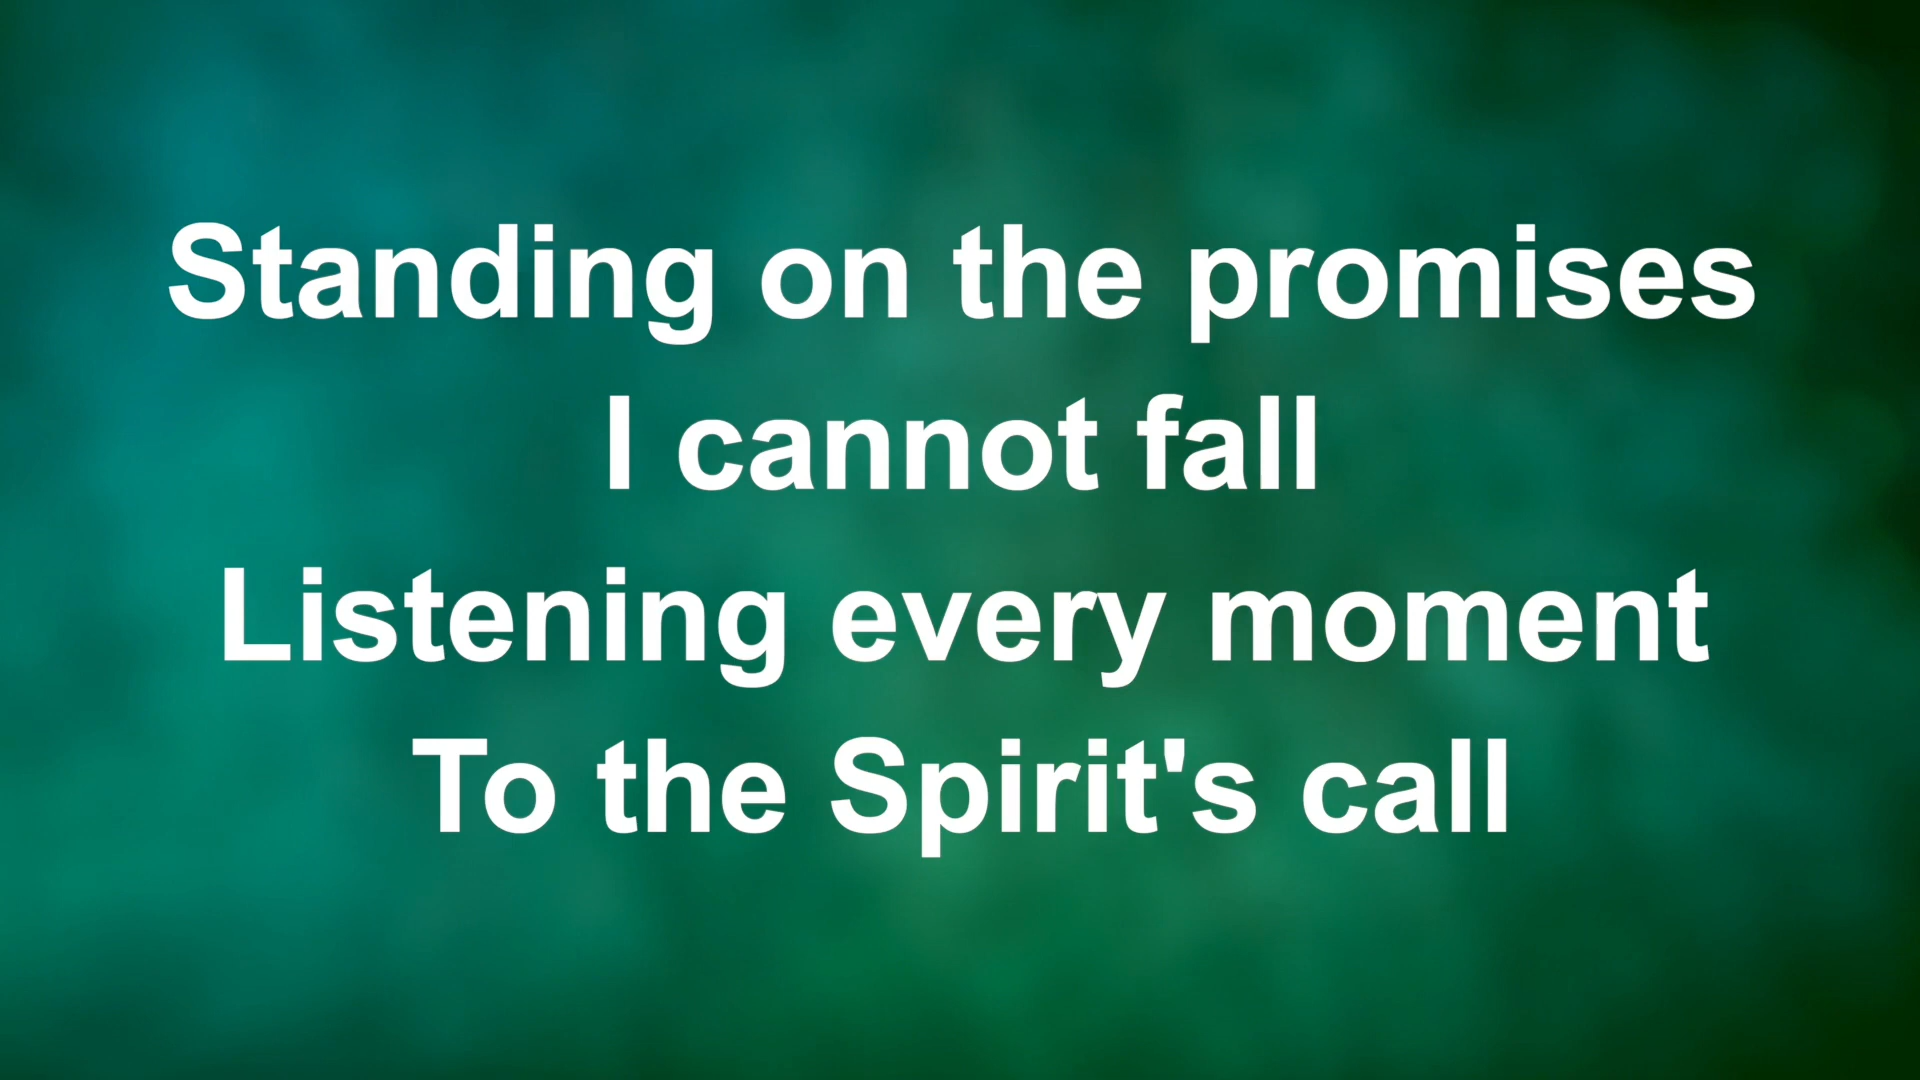 Standing on the promises
I cannot fall
Listening every moment
To the Spirit's call